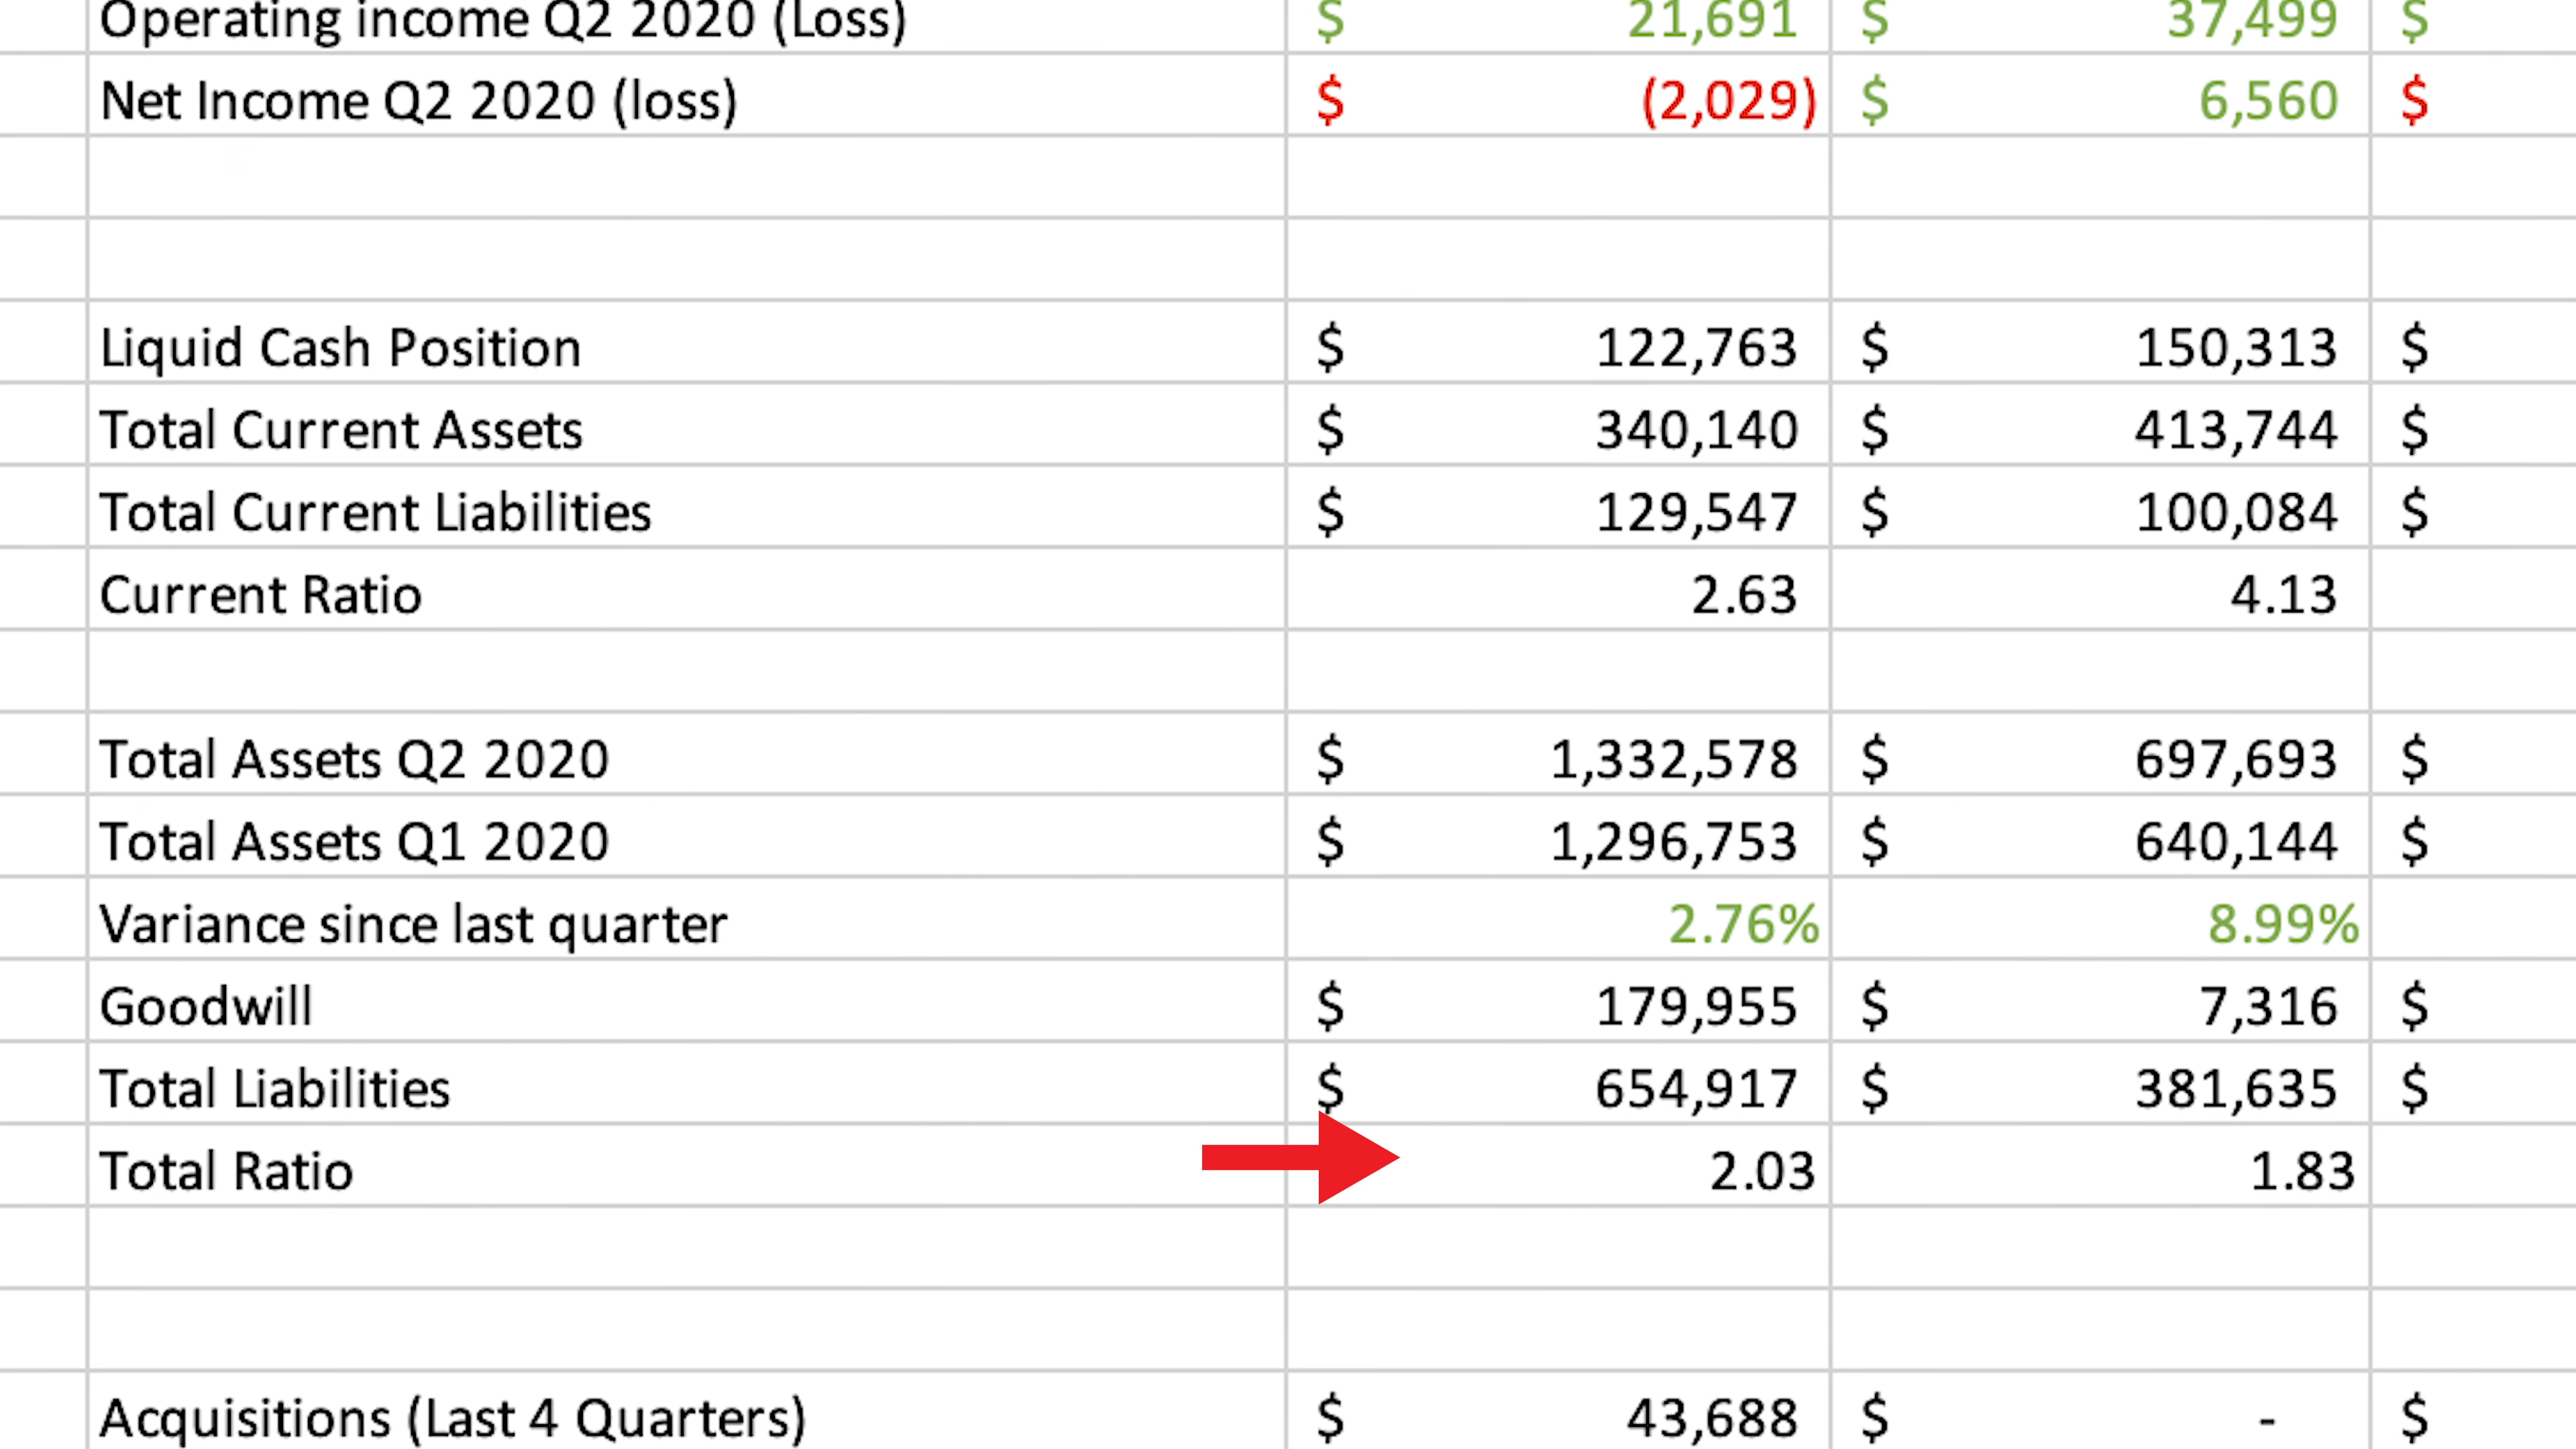 Operating income Q2 2020 (Loss) $ 21,691 $ 37,499 $
Net Income Q2 2020 (loss) $ (2,029) $ 6,560 $
Liquid Cash Position $ 122,763 $ 150,313 $
Total Current Assets $ 340,140 $ 413,744 $
Total Current Liabilities $ 129,547 $ 100,084 $
Current Ratio 2.63 4.13
Total Assets Q2 2020 $ 1,332,578 $ 697,693 $
Total Assets Q1 2020 $ 1,296,753 $ 640,144 $
Variance since last quarter 2.76% 8.99%
Goodwill $ 179,955 $ 7,316 $
Total Liabilities $ 654,917 $ 381,635 $
Total Ratio 2.03 1.83
Acquisitions (Last 4 Quarters) $ 43,688 $ - $